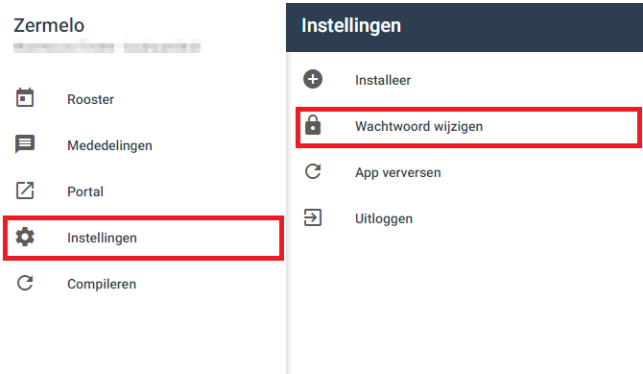 Zermelo
Rooster
Mededelingen
Portal
Instellingen
Compileren
Instellingen
Installeer
Wachtwoord wijzigen
App verversen
Uitloggen